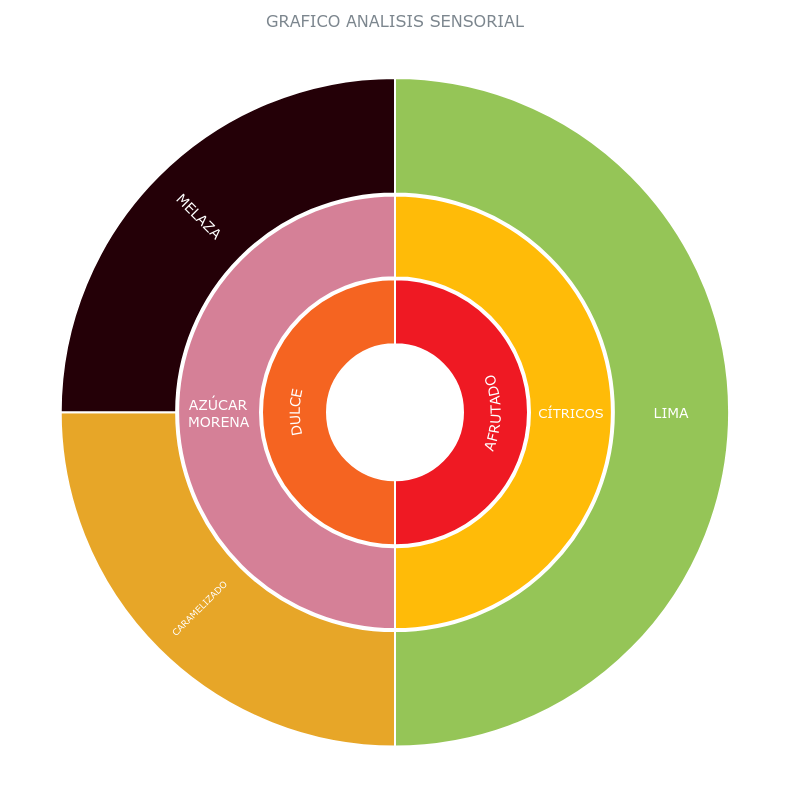 GRAFICO ANALISIS SENSORIAL
MELAZA
AZÚCAR
MORENA
DULCE
AFRUTADO
CÍTRICOS
LIMA
CARAMELIZADO